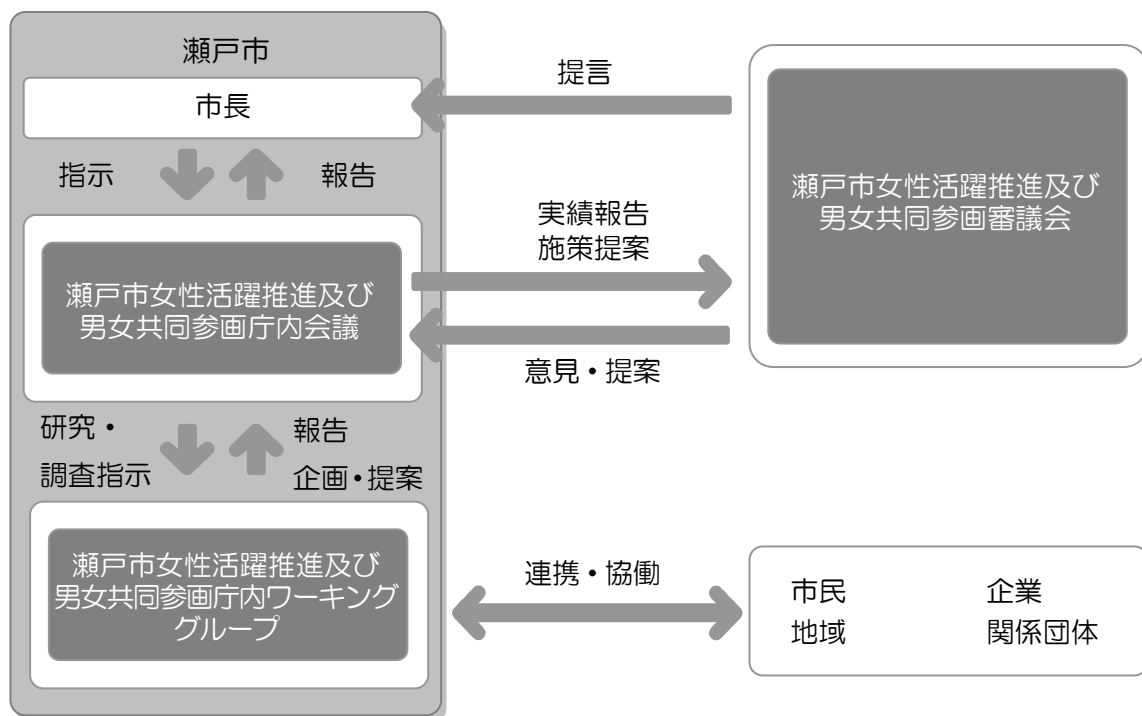 瀬戸市
市長
提言
指示
報告
実績報告
施策提案
瀬戸市女性活躍推進及び
男女共同参画審議会
瀬戸市女性活躍推進及び
男女共同参画庁内会議
意見・提案
研究・
調査指示
報告
企画・提案
瀬戸市女性活躍推進及び
男女共同参画庁内ワーキング
グループ
連携・協働
市民 企業
地域 関係団体